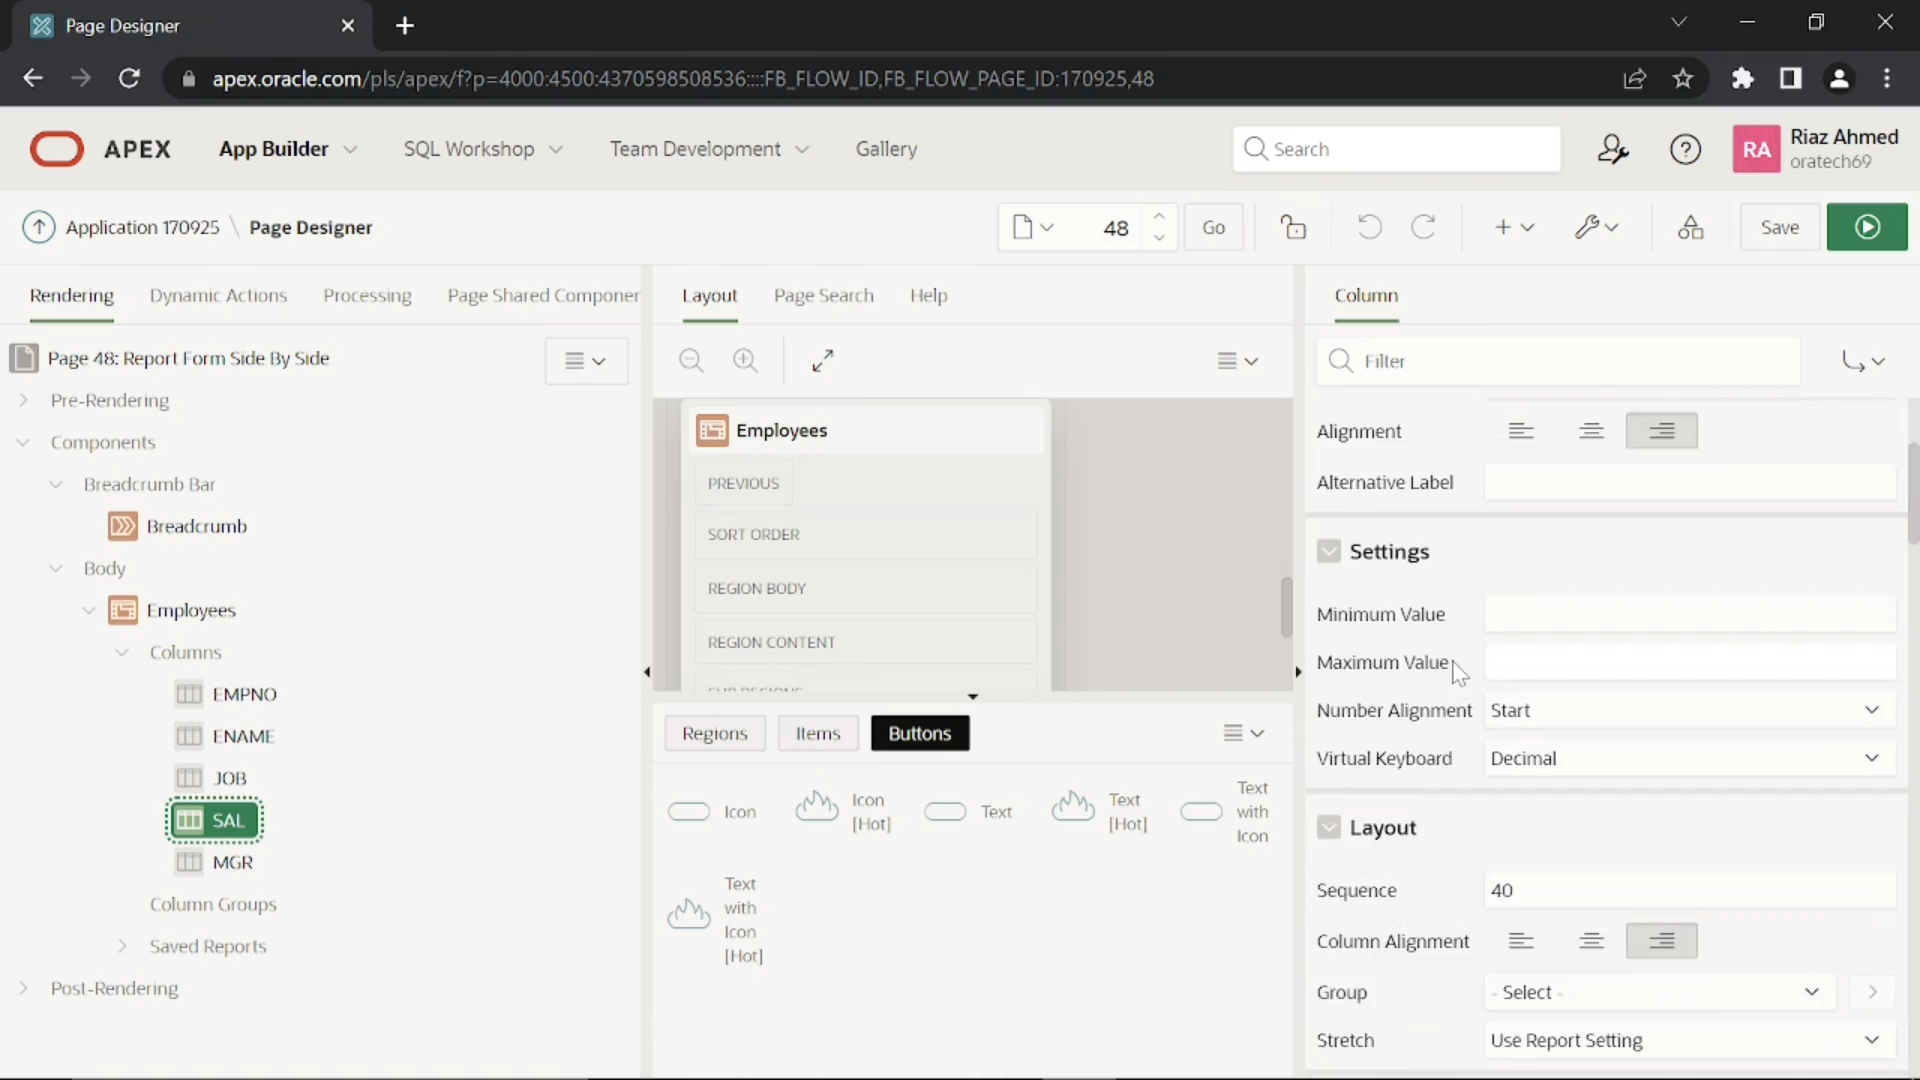 Page Designer
apex.oracle.com/pls/apex/f?p=4000:4500:4370598508536::::FB_FLOW_ID,FB_FLOW_PAGE_ID:170925,48
APEX
App Builder
SQL Workshop
Team Development
Gallery
Search
RA
Riaz Ahmed
oratech69
Application 170925 \ Page Designer
48
Go
Save
Rendering
Dynamic Actions
Processing
Page Shared Componen
Layout
Page Search
Help
Column
Page 48: Report Form Side By Side
Pre-Rendering
Components
Breadcrumb Bar
Breadcrumb
Body
Employees
Columns
EMPNO
ENAME
JOB
SAL
MGR
Column Groups
Saved Reports
Post-Rendering
Employees
PREVIOUS
SORT ORDER
REGION BODY
REGION CONTENT
SUB REGIONS
Regions
Items
Buttons
Icon
Icon
[Hot]
Text
Text
[Hot]
Text
with
Icon
Text
with
Icon
[Hot]
Filter
Alignment
Alternative Label
Settings
Minimum Value
Maximum Value
Number Alignment
Start
Virtual Keyboard
Decimal
Layout
Sequence
40
Column Alignment
Group
- Select -
Stretch
Use Report Setting